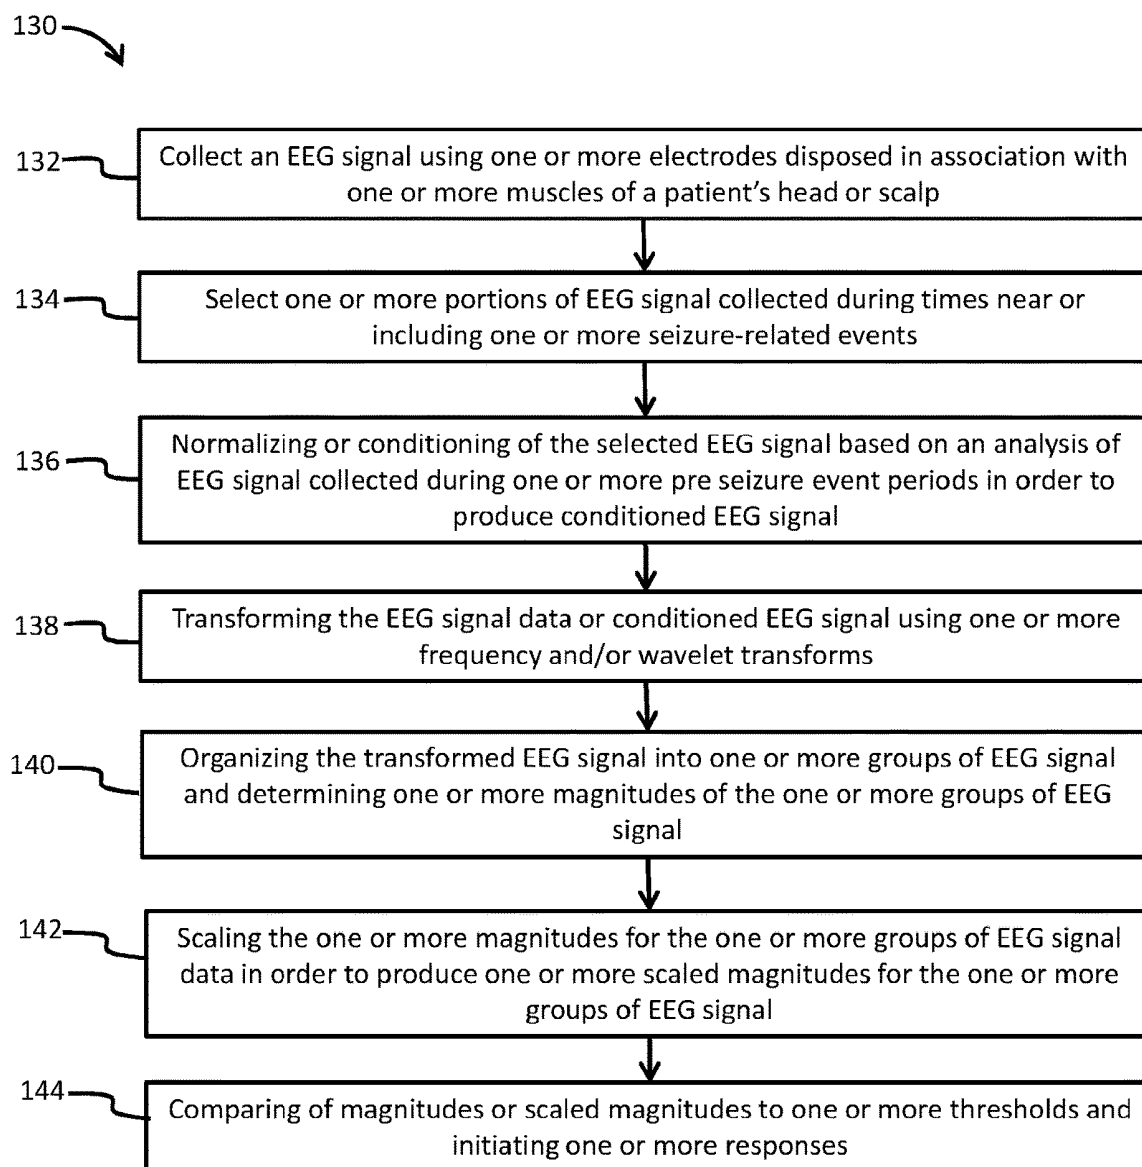 130
132
Collect an EEG signal using one or more electrodes disposed in association with
one or more muscles of a patient's head or scalp
134
Select one or more portions of EEG signal collected during times near or
including one or more seizure-related events
136
Normalizing or conditioning of the selected EEG signal based on an analysis of
EEG signal collected during one or more pre seizure event periods in order to
produce conditioned EEG signal
138
Transforming the EEG signal data or conditioned EEG signal using one or more
frequency and/or wavelet transforms
140
Organizing the transformed EEG signal into one or more groups of EEG signal
and determining one or more magnitudes of the one or more groups of EEG
signal
142
Scaling the one or more magnitudes for the one or more groups of EEG signal
data in order to produce one or more scaled magnitudes for the one or more
groups of EEG signal
144
Comparing of magnitudes or scaled magnitudes to one or more thresholds and
initiating one or more responses